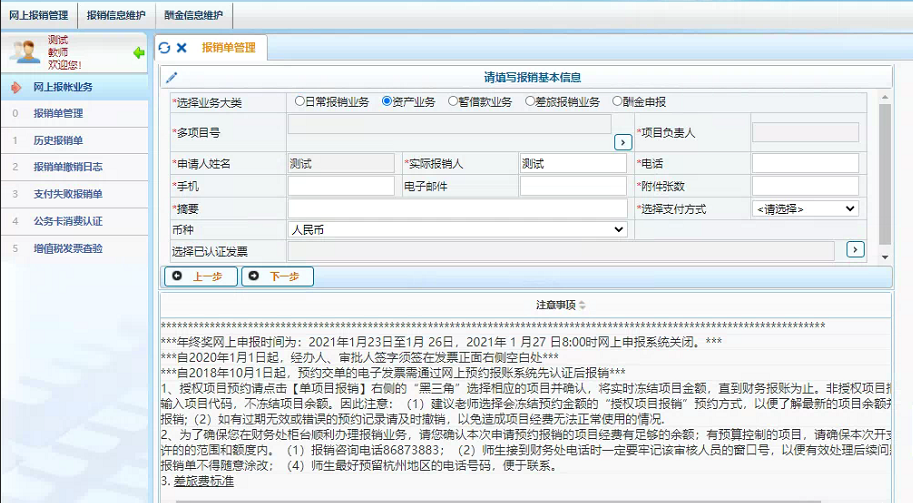 网上报销管理 报销信息维护 酬金信息维护
测试
教师
欢迎您!
报销单管理
网上报帐业务
0 报销单管理
1 历史报销单
2 报销单撤销日志
3 支付失败报销单
4 公务卡消费认证
5 增值税发票查验
请填写报销基本信息
*选择业务大类 日常报销业务 资产业务 暂借款业务 差旅报销业务 酬金申报
*多项目号 *项目负责人
*申请人姓名 测试 *实际报销人 测试 *电话
*手机 电子邮件 *附件张数
*摘要 *选择支付方式 <请选择>
币种 人民币
选择已认证发票
上一步 下一步
注意事项
***年终奖网上申报时间为：2021年1月23日至1月 26日，2021年 1 月27 日8:00时网上申报系统关闭。***
***自2020年1月1日起，经办人、审批人签字须签在发票正面右侧空白处***
***自2018年10月1日起，预约交单的电子发票需通过网上预约报账系统先认证后报销***
1、授权项目预约请点击【单项目报销】右侧的“黑三角”选择相应的项目并确认，将实时冻结项目金额，直到财务报账为止。非授权项目报
输入项目代码，不冻结项目余额。因此注意：（1）建议老师选择会冻结预约金额的“授权项目报销”预约方式，以便了解最新的项目余额并
报销；（2）如有过期无效或错误的预约记录请及时撤销，以免造成项目经费无法正常使用的情况.
2、为了确保您在财务处柜台顺利办理报销业务，请您确认本次申请预约报销的项目经费有足够的余额；有预算控制的项目，请确保本次开支
许的的范围和额度内。（1）报销咨询电话86873883；（2）师生接到财务处电话时一定要牢记该审核人员的窗口号，以便有效处理后续问题
报销单不得随意涂改；（4）师生最好预留杭州地区的电话号码，便于联系。
3. 差旅费标准